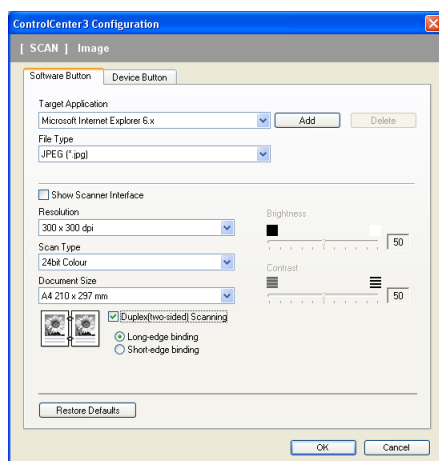 ControlCenter3 Configuration
[ SCAN ] Image
Software Button
Device Button
Target Application
Microsoft Internet Explorer 6.x
Add
Delete
File Type
JPEG (*.jpg)
Show Scanner Interface
Resolution
300 x 300 dpi
Brightness
50
Scan Type
24bit Colour
Contrast
50
Document Size
A4 210 x 297 mm
Duplex(two-sided) Scanning
Long-edge binding
Short-edge binding
Restore Defaults
OK
Cancel